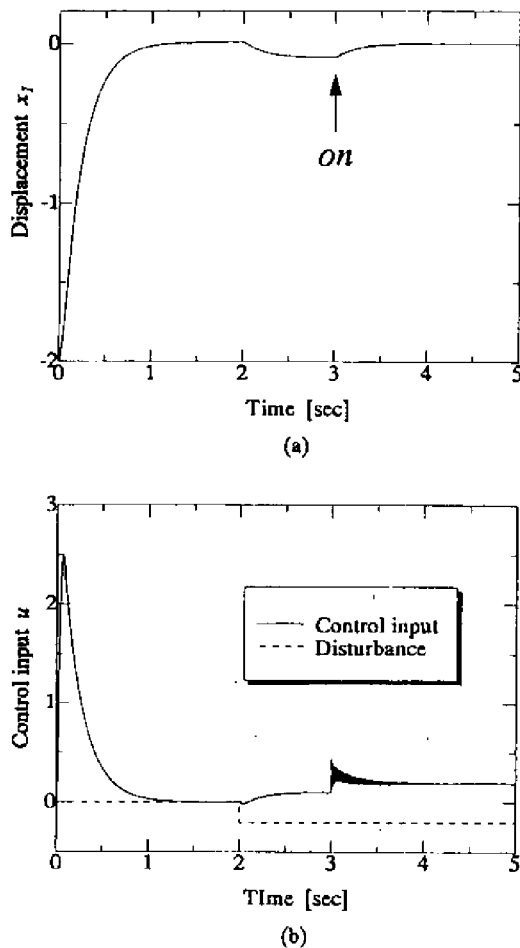 0
-1
-2
Displacement x1
on
0 1 2 3 4 5
Time [sec]
(a)
3
2
1
0
Control input u
Control input
Disturbance
0 1 2 3 4 5
TIme [sec]
(b)